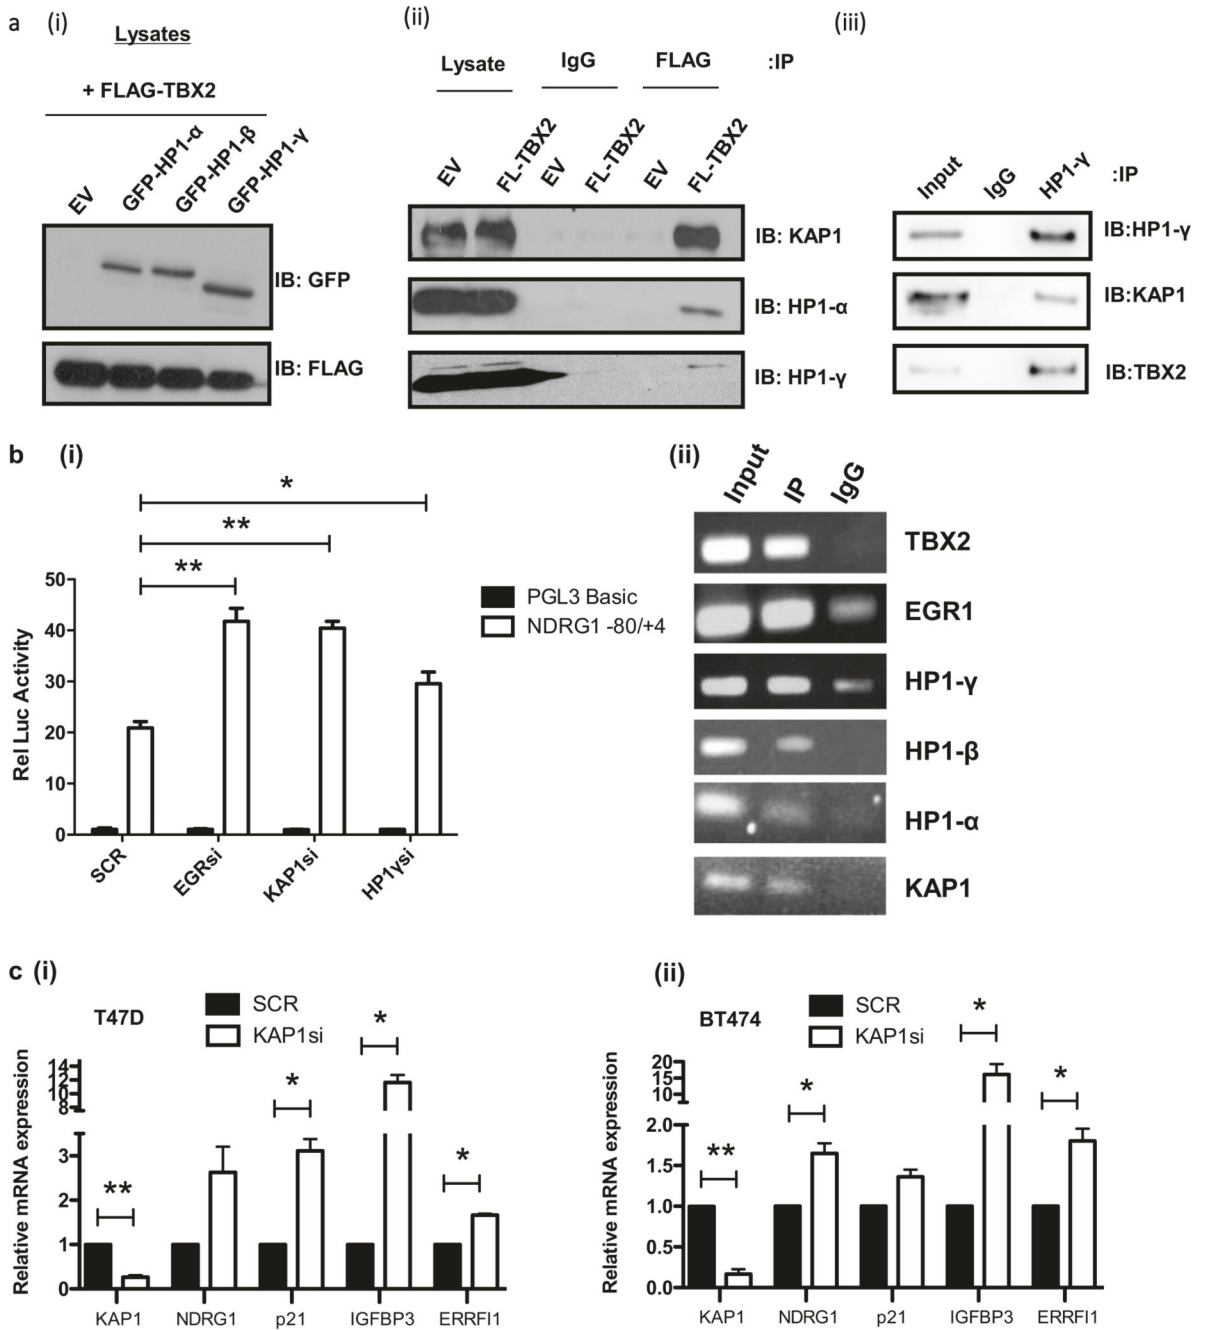 a (i)
Lysates
+ FLAG-TBX2
EV GFP-HP1-α GFP-HP1-β GFP-HP1-γ
IB: GFP
IB: FLAG
(ii)
Lysate IgG FLAG :IP
EV FL-TBX2 EV FL-TBX2 EV FL-TBX2
IB: KAP1
IB: HP1-α
IB: HP1-γ
(iii)
Input IgG HP1-γ :IP
IB:HP1-γ
IB:KAP1
IB:TBX2
b (i)
*
**
**
Rel Luc Activity
50
40
30
20
10
0
SCR EGRsi KAP1si HP1γsi
PGL3 Basic
NDRG1 -80/+4
(ii)
Input IP IgG
TBX2
EGR1
HP1-γ
HP1-β
HP1-α
KAP1
c (i)
T47D
SCR
KAP1si
Relative mRNA expression
14
12
10
8
3
2
1
0
** * * *
KAP1 NDRG1 p21 IGFBP3 ERRFI1
(ii)
BT474
SCR
KAP1si
Relative mRNA expression
20
15
10
2.0
1.5
1.0
0.5
0.0
** * * *
KAP1 NDRG1 p21 IGFBP3 ERRFI1